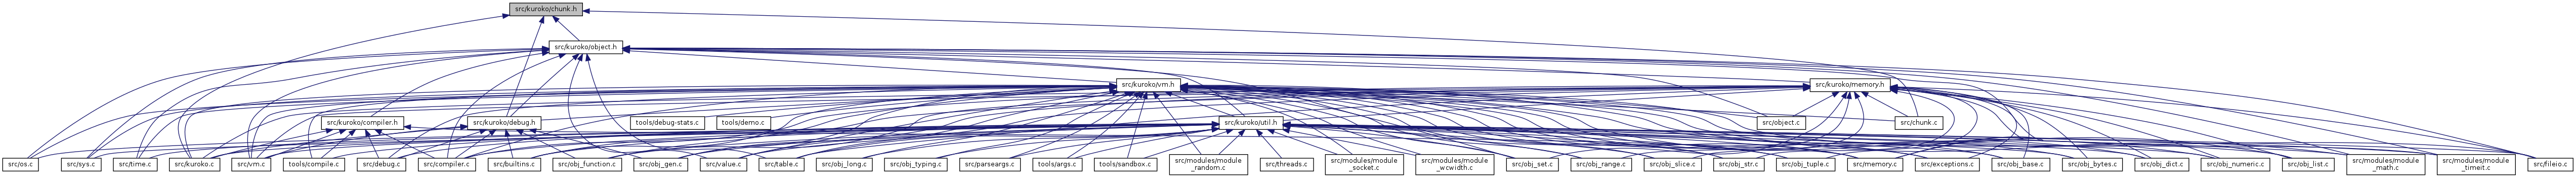 src/kuroko/chunk.h
src/kuroko/object.h
src/kuroko/vm.h
src/kuroko/memory.h
src/kuroko/compiler.h
src/kuroko/debug.h
tools/debug-stats.c
tools/demo.c
src/kuroko/util.h
src/object.c
src/chunk.c
src/os.c
src/sys.c
src/time.c
src/kuroko.c
src/vm.c
tools/compile.c
src/debug.c
src/compiler.c
src/builtins.c
src/obj_function.c
src/obj_gen.c
src/value.c
src/table.c
src/obj_long.c
src/obj_typing.c
src/parseargs.c
tools/args.c
tools/sandbox.c
src/modules/module
_random.c
src/threads.c
src/modules/module
_socket.c
src/modules/module
_wcwidth.c
src/obj_set.c
src/obj_range.c
src/obj_slice.c
src/obj_str.c
src/obj_tuple.c
src/memory.c
src/exceptions.c
src/obj_base.c
src/obj_bytes.c
src/obj_dict.c
src/obj_numeric.c
src/obj_list.c
src/modules/module
_math.c
src/modules/module
_timeit.c
src/fileio.c